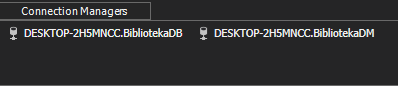 Connection Managers
DESKTOP-2H5MNCC.BibliotekaDB DESKTOP-2H5MNCC.BibliotekaDM